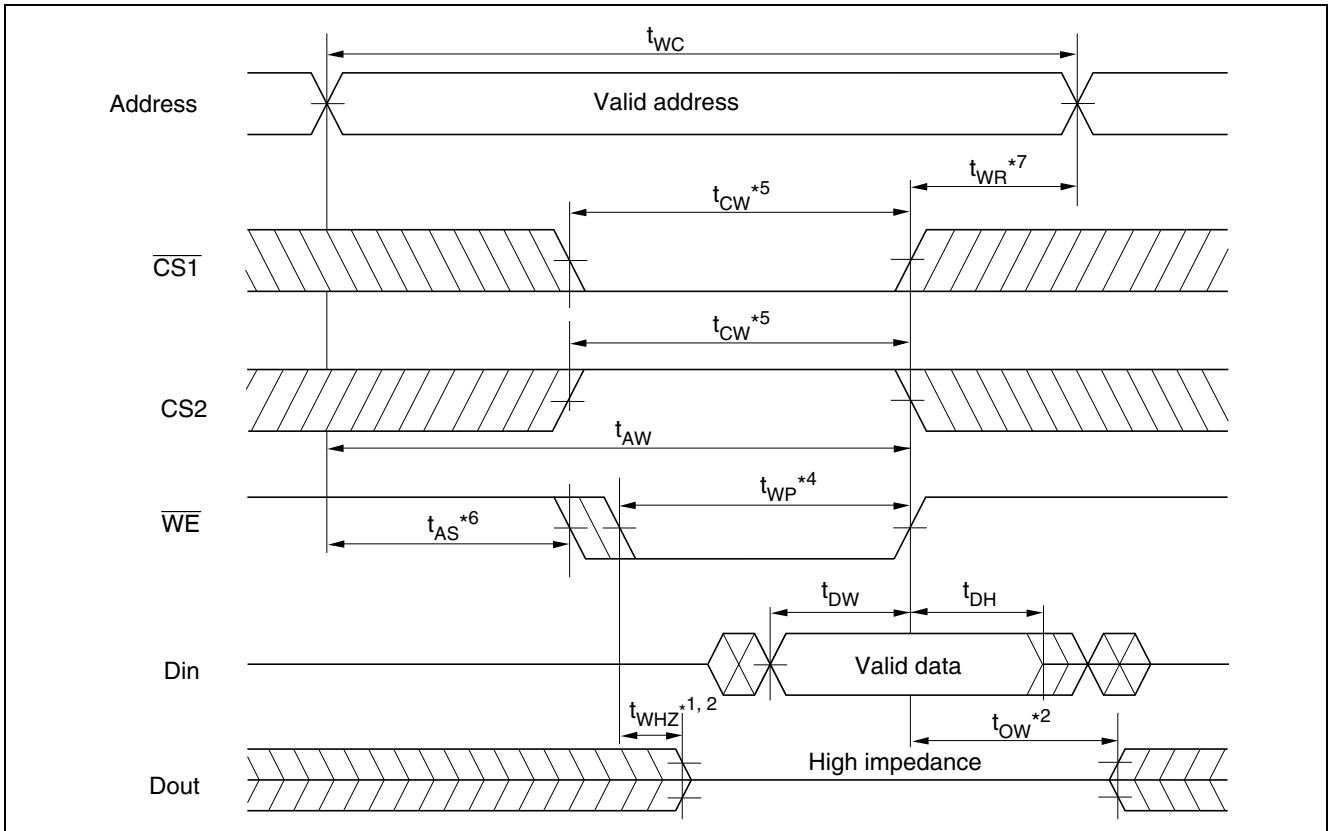 tWC
Address
Valid address
tWR*7
tCW*5
CS1
tCW*5
CS2
tAW
tWP*4
WE
tAS*6
tDW
tDH
Din
Valid data
tWHZ*1, 2
tOW*2
High impedance
Dout